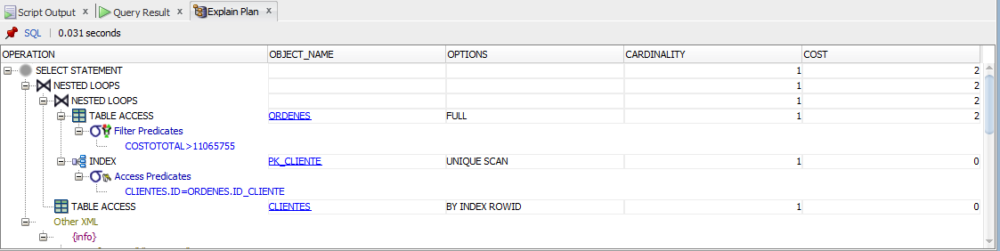 Script Output x Query Result x Explain Plan x
SQL | 0.031 seconds
OPERATION OBJECT_NAME OPTIONS CARDINALITY COST
SELECT STATEMENT 1 2
NESTED LOOPS 1 2
NESTED LOOPS 1 2
TABLE ACCESS ORDENES FULL 1 2
Filter Predicates
COSTOTOTAL>11065755
INDEX PK_CLIENTE UNIQUE SCAN 1 0
Access Predicates
CLIENTES.ID=ORDENES.ID_CLIENTE
TABLE ACCESS CLIENTES BY INDEX ROWID 1 0
Other XML
{info}